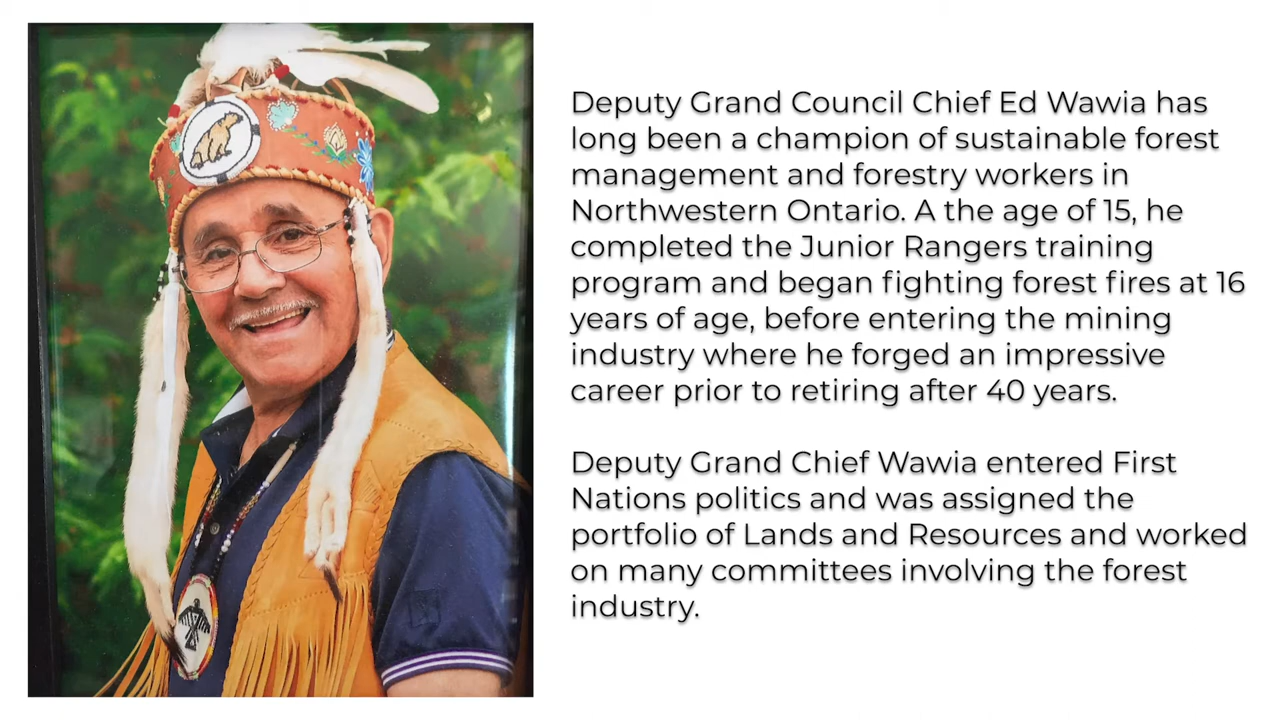 Deputy Grand Council Chief Ed Wawia has
long been a champion of sustainable forest
management and forestry workers in
Northwestern Ontario. A the age of 15, he
completed the Junior Rangers training
program and began fighting forest fires at 16
years of age, before entering the mining
industry where he forged an impressive
career prior to retiring after 40 years.
Deputy Grand Chief Wawia entered First
Nations politics and was assigned the
portfolio of Lands and Resources and worked
on many committees involving the forest
industry.